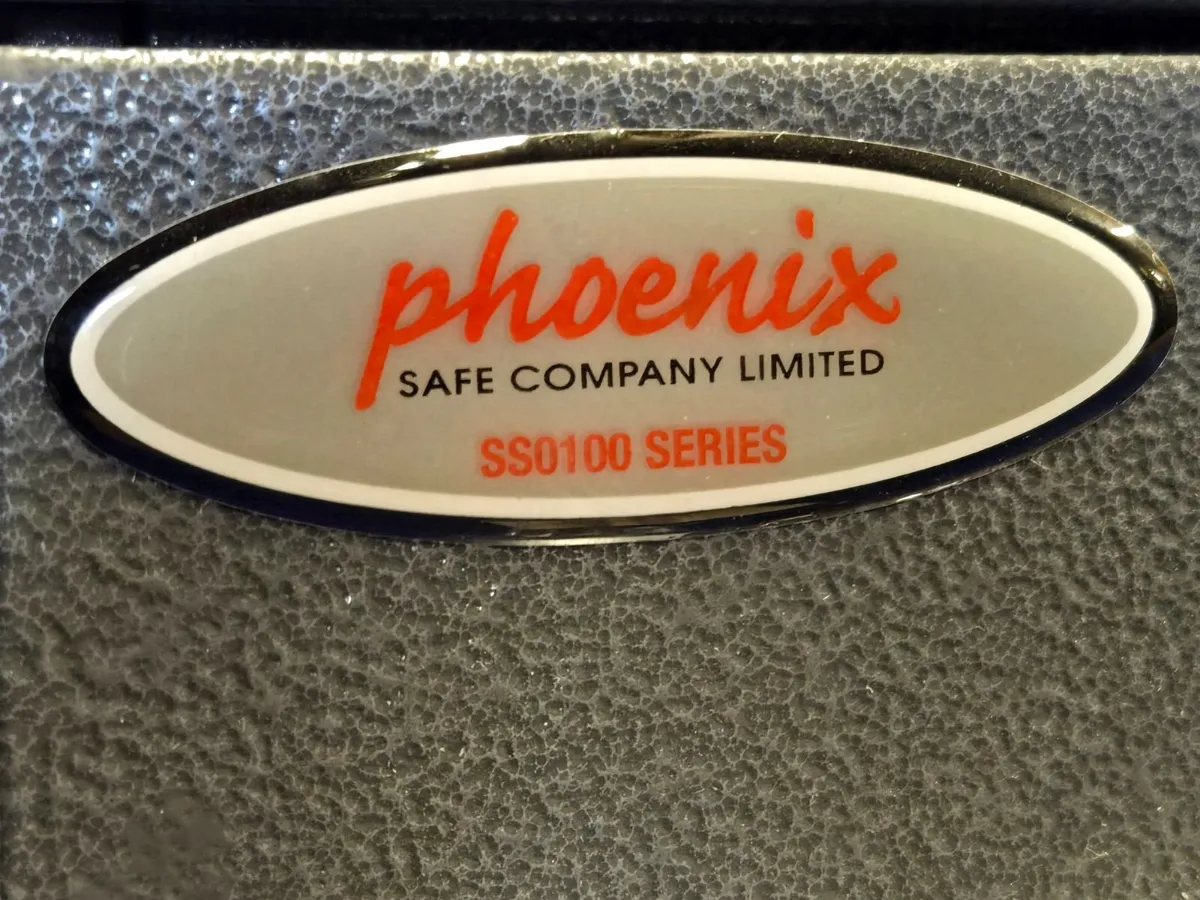 phoenix
SAFE COMPANY LIMITED
SS0100 SERIES